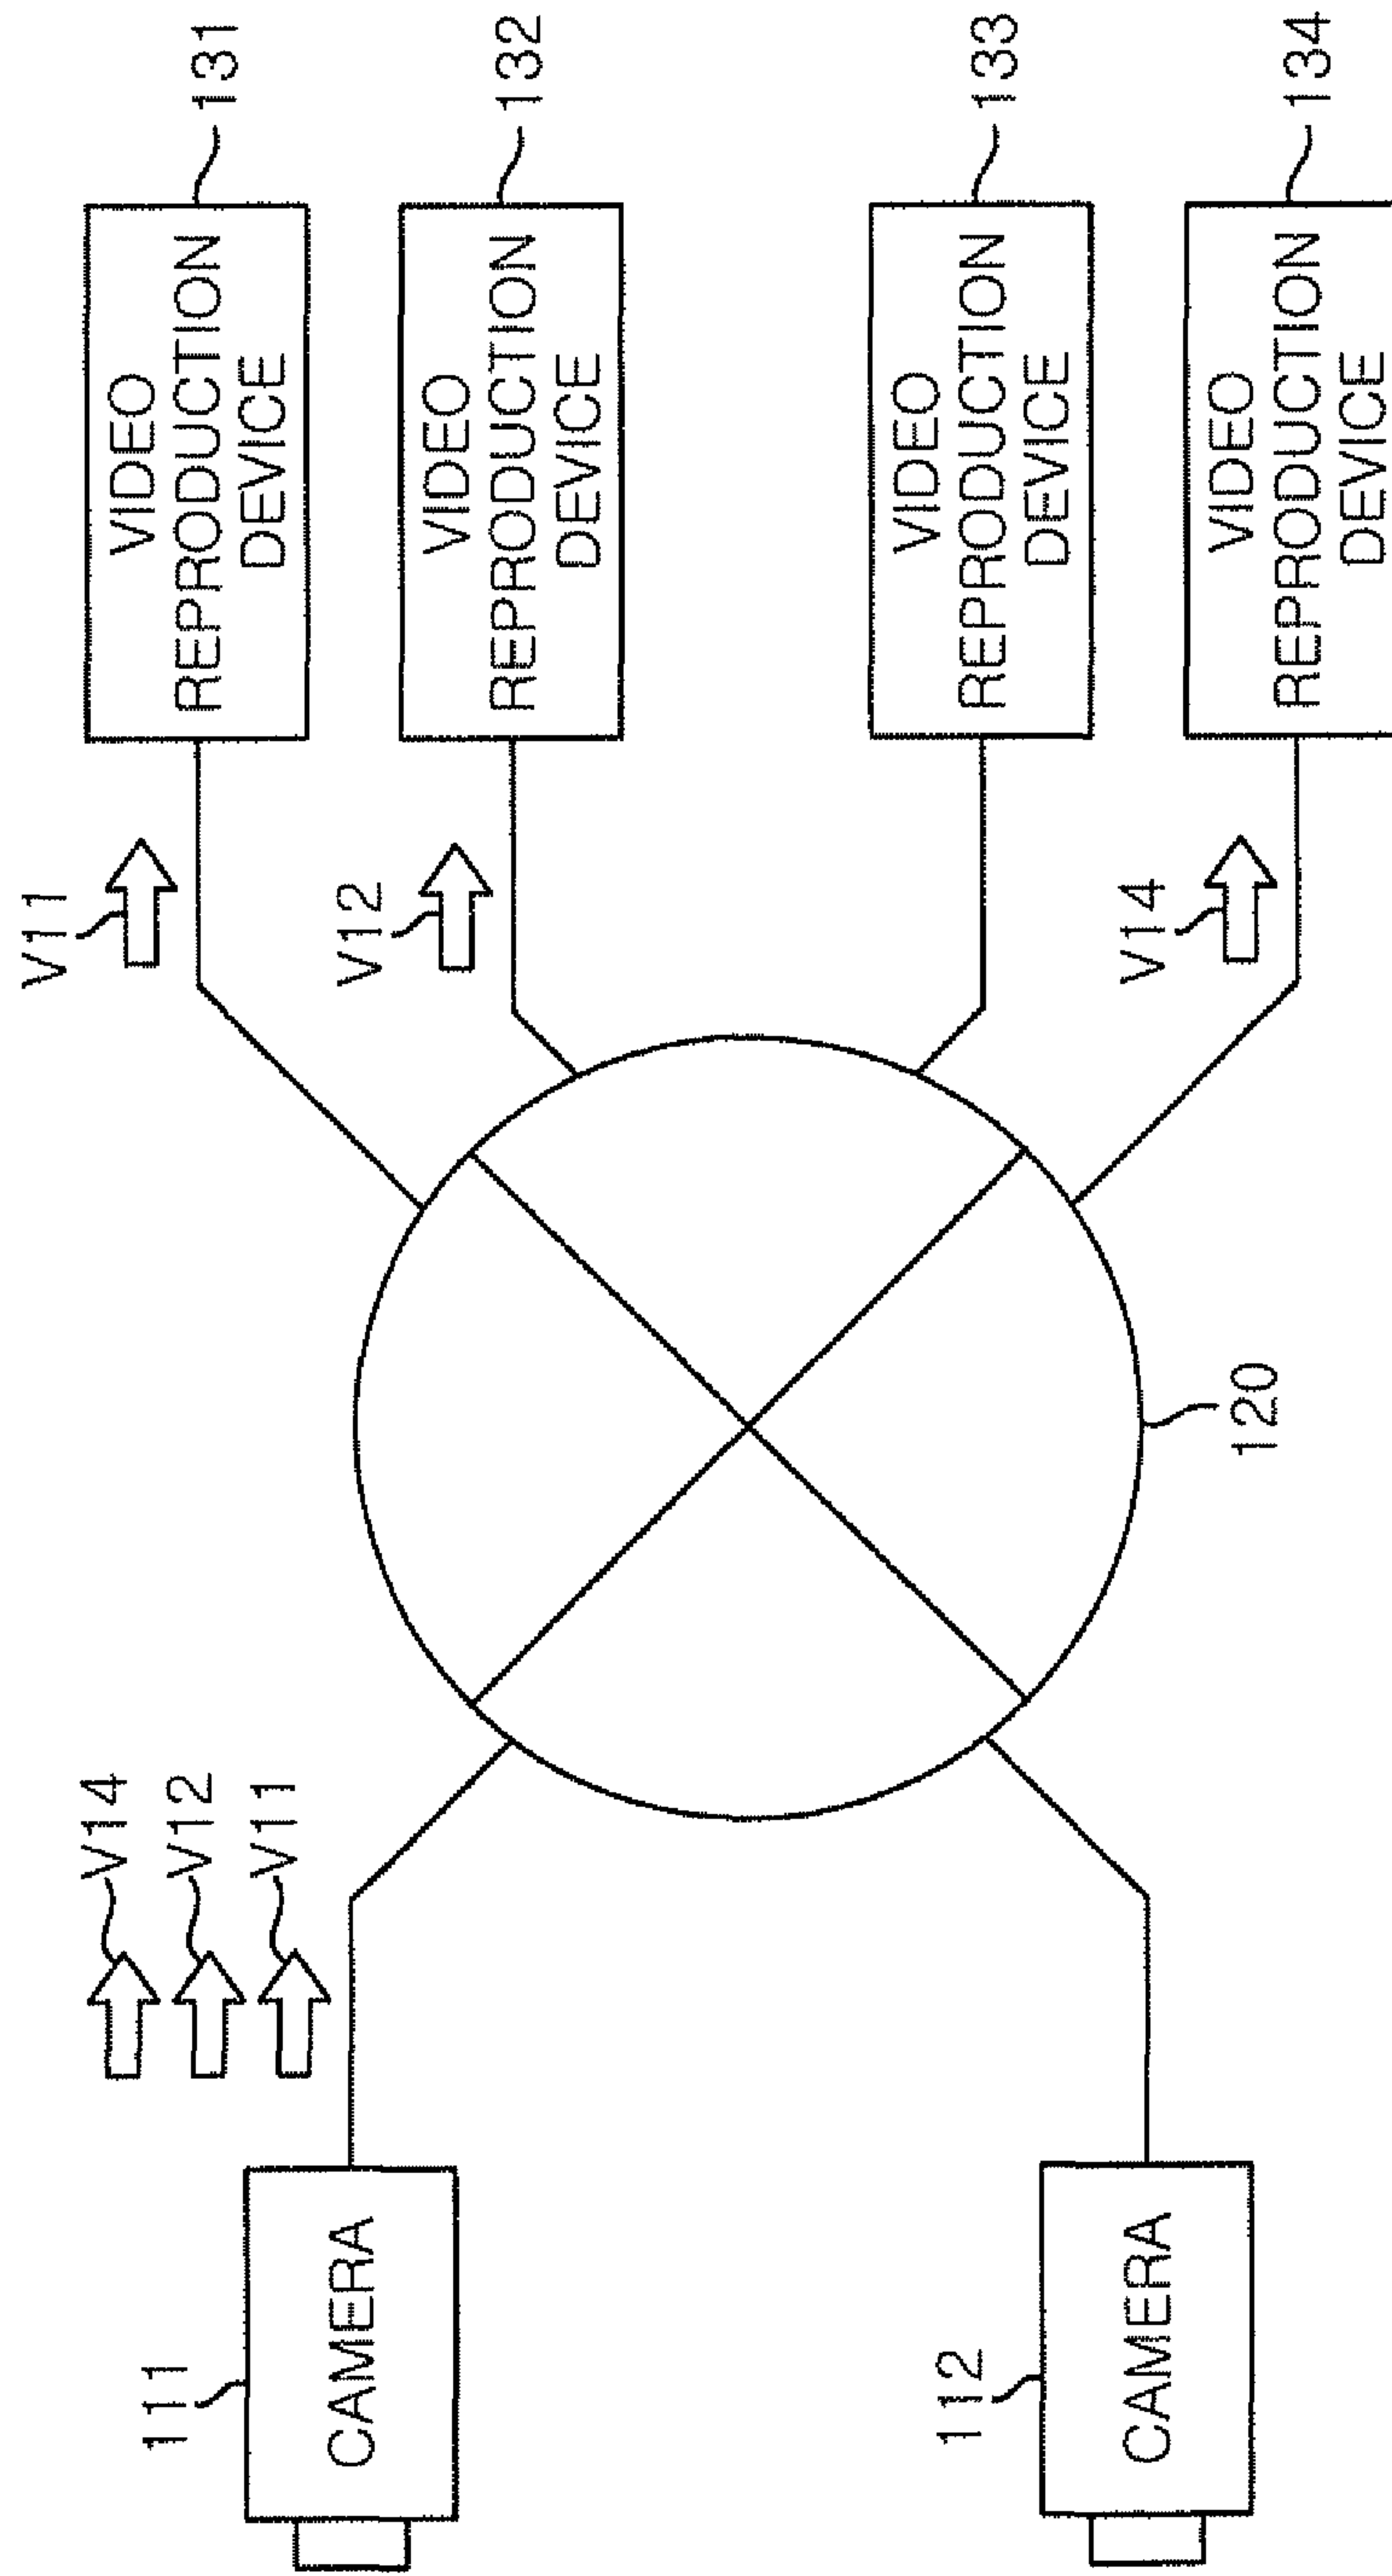 V14
V12
V11
111
CAMERA
112
CAMERA
120
V11
VIDEO
REPRODUCTION
DEVICE
131
V12
VIDEO
REPRODUCTION
DEVICE
132
VIDEO
REPRODUCTION
DEVICE
133
V14
VIDEO
REPRODUCTION
DEVICE
134